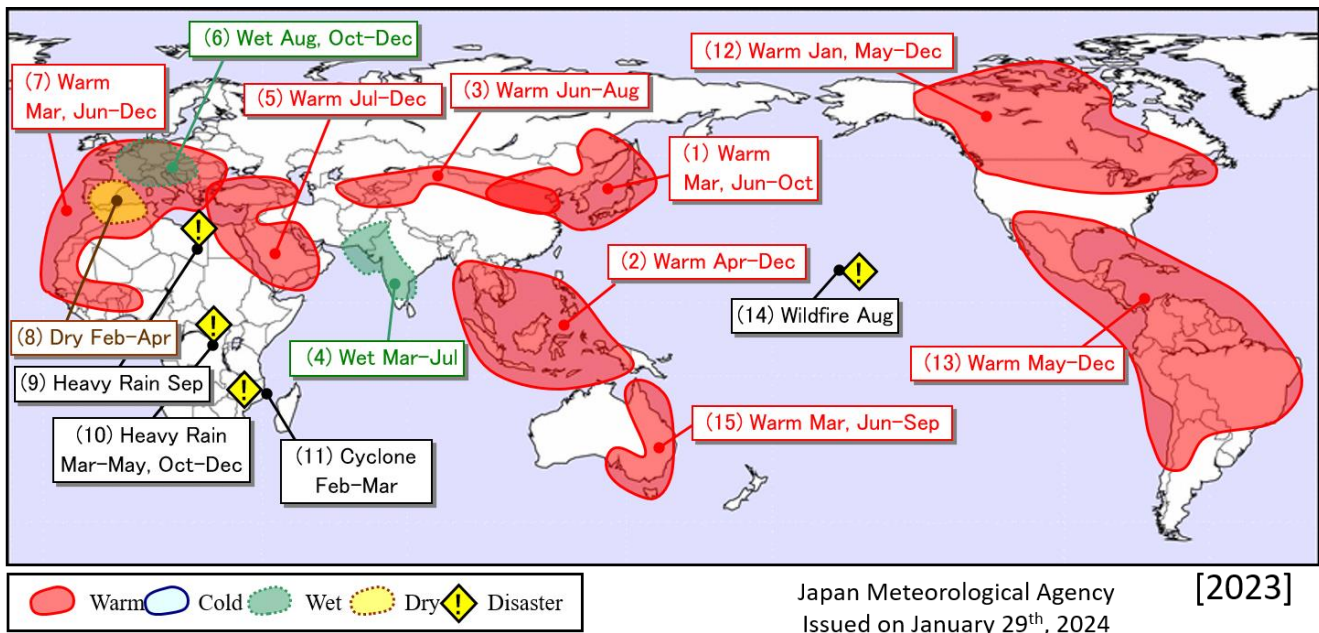 (6) Wet Aug, Oct-Dec
(12) Warm Jan, May-Dec
(7) Warm
Mar, Jun-Dec
(5) Warm Jul-Dec
(3) Warm Jun-Aug
(1) Warm
Mar, Jun-Oct
(2) Warm Apr-Dec
(14) Wildfire Aug
(8) Dry Feb-Apr
(4) Wet Mar-Jul
(13) Warm May-Dec
(9) Heavy Rain Sep
(10) Heavy Rain
Mar-May, Oct-Dec
(11) Cyclone
Feb-Mar
(15) Warm Mar, Jun-Sep
Warm Cold Wet Dry Disaster
Japan Meteorological Agency
Issued on January 29th, 2024
[2023]